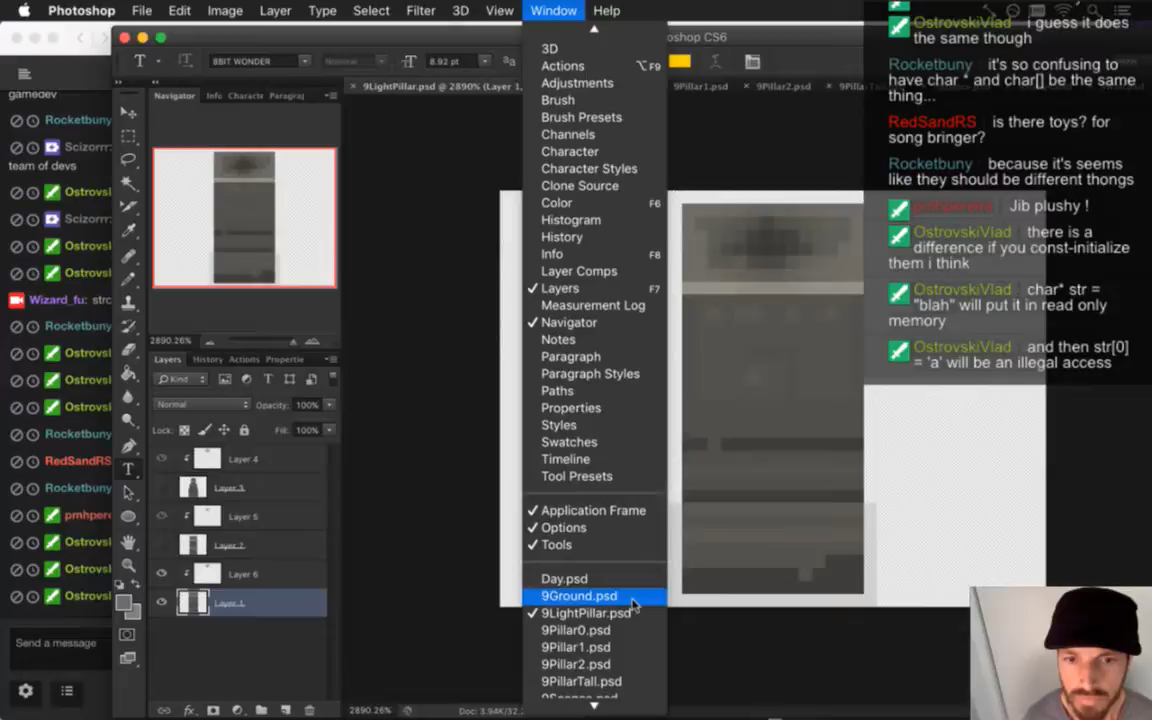 Photoshop File Edit Image Layer Type Select Filter 3D View Window Help
oshop CS6
8BIT WONDER Normal 8.92 pt
Navigator Info Charact Paragraj
9LightPillar.psd @ 2890% (Layer 1,
9Pillar1.psd
9Pillar2.psd
gamedev
Rocketbuny
Scizorrr
team of devs
Ostrovs
Scizorrr
Ostrovsl
Ostrovsl
Wizard_fu: strc
Rocketbuny
Ostrovsl
Ostrovsl
Ostrovsl
Rocketbuny
RedSandRS
Rocketbuny
pmhpere
Ostrovsl
Ostrovsl
Ostrovsl
Send a message
2890.26%
Layers History Actions Propertie
Kind
Normal Opacity: 100%
Lock: Fill: 100%
Layer 4
Layer 3
Layer 5
Layer 2
Layer 6
Layer 1
2890.26% Doc: 3.94K/32.
3D
Actions ⌥F9
Adjustments
Brush
Brush Presets
Channels
Character
Character Styles
Clone Source
Color F6
Histogram
History
Info F8
Layer Comps
✓ Layers F7
Measurement Log
✓ Navigator
Notes
Paragraph
Paragraph Styles
Paths
Properties
Styles
Swatches
Timeline
Tool Presets
✓ Application Frame
✓ Options
✓ Tools
Day.psd
9Ground.psd
✓ 9LightPillar.psd
9Pillar0.psd
9Pillar1.psd
9Pillar2.psd
9PillarTall.psd
OstrovskiVlad i guess it does
the same though
Rocketbuny it's so confusing to
have char * and char[] be the same
thing...
RedSandRS is there toys? for
song bringer?
Rocketbuny because it's seems
like they should be different thongs
Jib plushy !
OstrovskiVlad there is a
difference if you const-initialize
them i think
OstrovskiVlad char* str =
"blah" will put it in read only
memory
OstrovskiVlad and then str[0]
= 'a' will be an illegal access